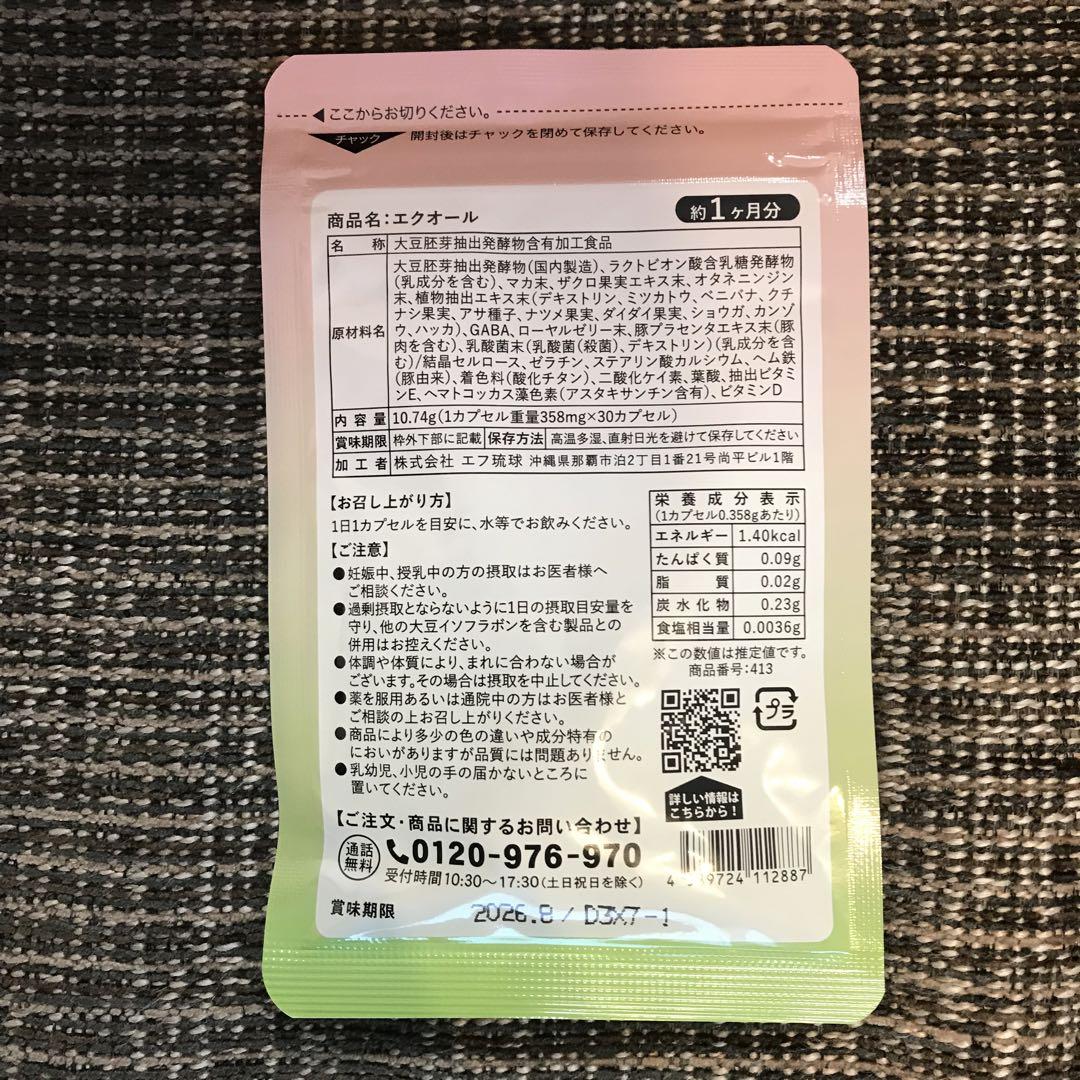 ◀ここからお切りください。
チャック
開封後はチャックを閉めて保存してください。
商品名：エクオール
約1ヶ月分
名 称 大豆胚芽抽出発酵物含有加工食品
原材料名
大豆胚芽抽出発酵物(国内製造)、ラクトビオン酸含有乳糖発酵物
(乳成分を含む)、マカ末、ザクロ果実エキス末、オタネニンジン
末、植物抽出エキス末(デキストリン、ミツカトウ、ベニバナ、クチ
ナシ果実、アサ種子、ナツメ果実、ダイダイ果実、ショウガ、カンゾ
ウ、ハッカ)、GABA、ローヤルゼリー末、豚プラセンタエキス末(豚
肉を含む)、乳酸菌末(乳酸菌(殺菌)、デキストリン)(乳成分を含
む)/結晶セルロース、ゼラチン、ステアリン酸カルシウム、ヘム鉄
(豚由来)、着色料(酸化チタン)、二酸化ケイ素、葉酸、抽出ビタミ
ンE、ヘマトコッカス藻色素(アスタキサンチン含有)、ビタミンD
内容量 10.74g(1カプセル重量358mg×30カプセル)
賞味期限 枠外下部に記載 保存方法 高温多湿、直射日光を避けて保存してください
加工者 株式会社 エフ琉球 沖縄県那覇市泊2丁目1番21号尚平ビル1階
【お召し上がり方】
1日1カプセルを目安に、水等でお飲みください。
【ご注意】
●妊娠中、授乳中の方の摂取はお医者様へ
ご相談ください。
●過剰摂取とならないように1日の摂取目安量を
守り、他の大豆イソフラボンを含む製品との
併用はお控えください。
●体調や体質により、まれに合わない場合が
ございます。その場合は摂取を中止してください。
●薬を服用あるいは通院中の方はお医者様と
ご相談の上お召し上がりください。
●商品により多少の色の違いや成分特有の
においがありますが品質には問題ありません。
●乳幼児、小児の手の届かないところに
置いてください。
栄養成分表示
(1カプセル0.358gあたり)
エネルギー 1.40kcal
たんぱく質 0.09g
脂質 0.02g
炭水化物 0.23g
食塩相当量 0.0036g
※この数値は推定値です。
商品番号：413
プラ
詳しい情報は
こちらから！
【ご注文・商品に関するお問い合わせ】
通話
無料
0120-976-970
受付時間10:30～17:30(土日祝日を除く)
724 112887
賞味期限 2026.8 / D3X7-1